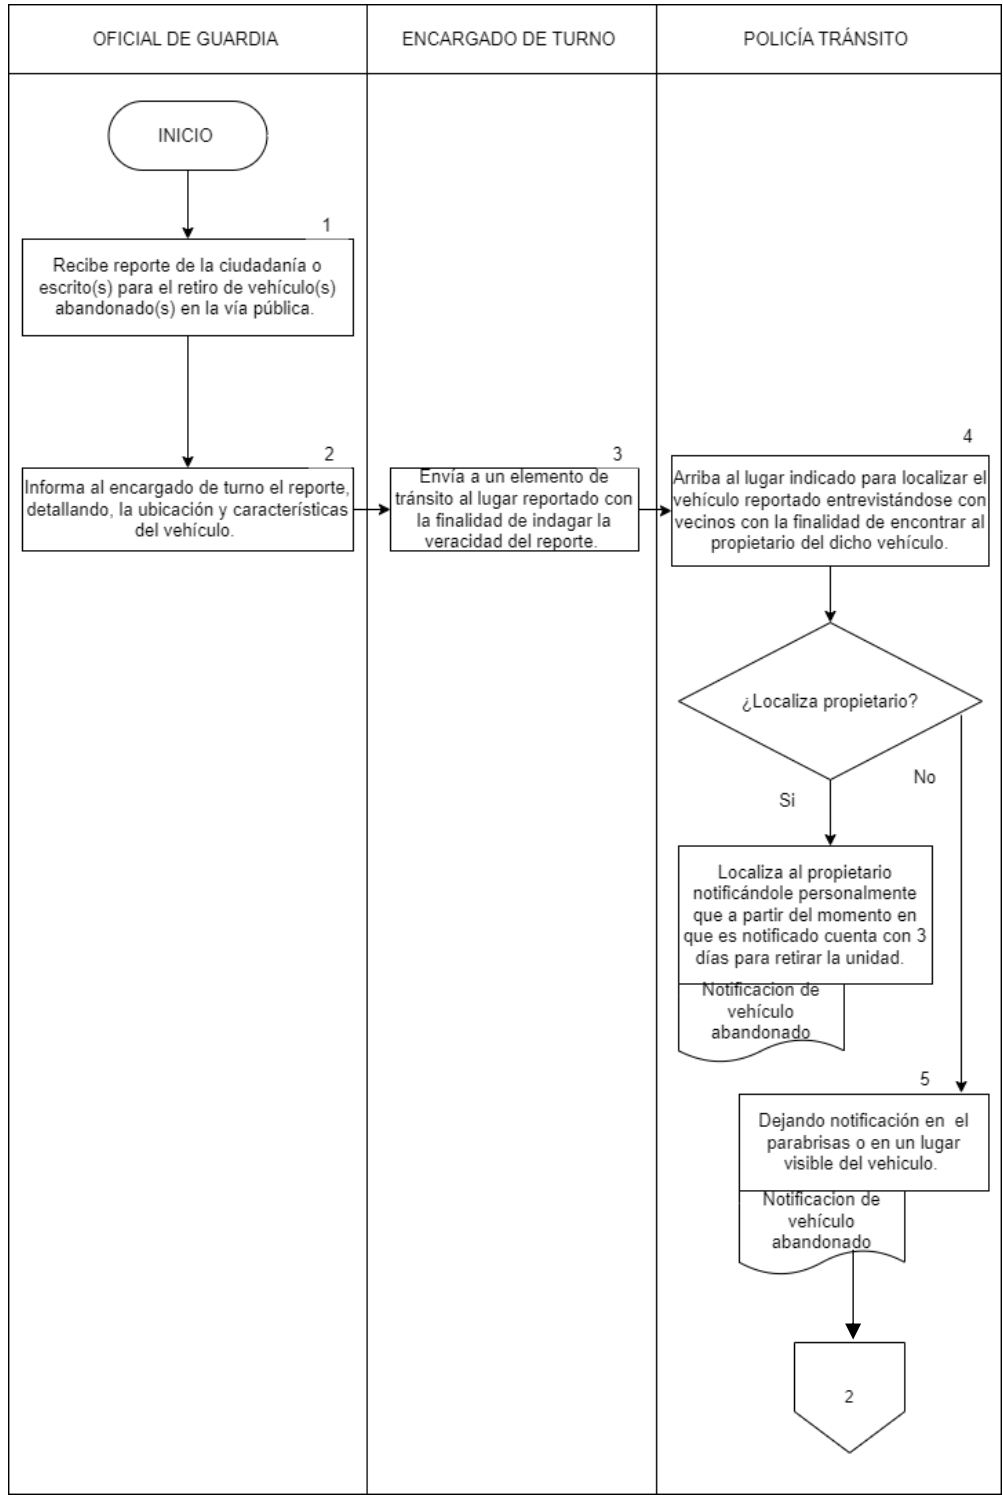 OFICIAL DE GUARDIA
ENCARGADO DE TURNO
POLICÍA TRÁNSITO
INICIO
1
Recibe reporte de la ciudadanía o
escrito(s) para el retiro de vehículo(s)
abandonado(s) en la vía pública.
2
Informa al encargado de turno el reporte,
detallando, la ubicación y características
del vehículo.
3
Envía a un elemento de
tránsito al lugar reportado con
la finalidad de indagar la
veracidad del reporte.
4
Arriba al lugar indicado para localizar el
vehículo reportado entrevistándose con
vecinos con la finalidad de encontrar al
propietario del dicho vehículo.
¿Localiza propietario?
No
Si
Localiza al propietario
notificándole personalmente
que a partir del momento en
que es notificado cuenta con 3
días para retirar la unidad.
Notificacion de
vehículo
abandonado
5
Dejando notificación en  el
parabrisas o en un lugar
visible del vehiculo.
Notificacion de
vehículo
abandonado
2